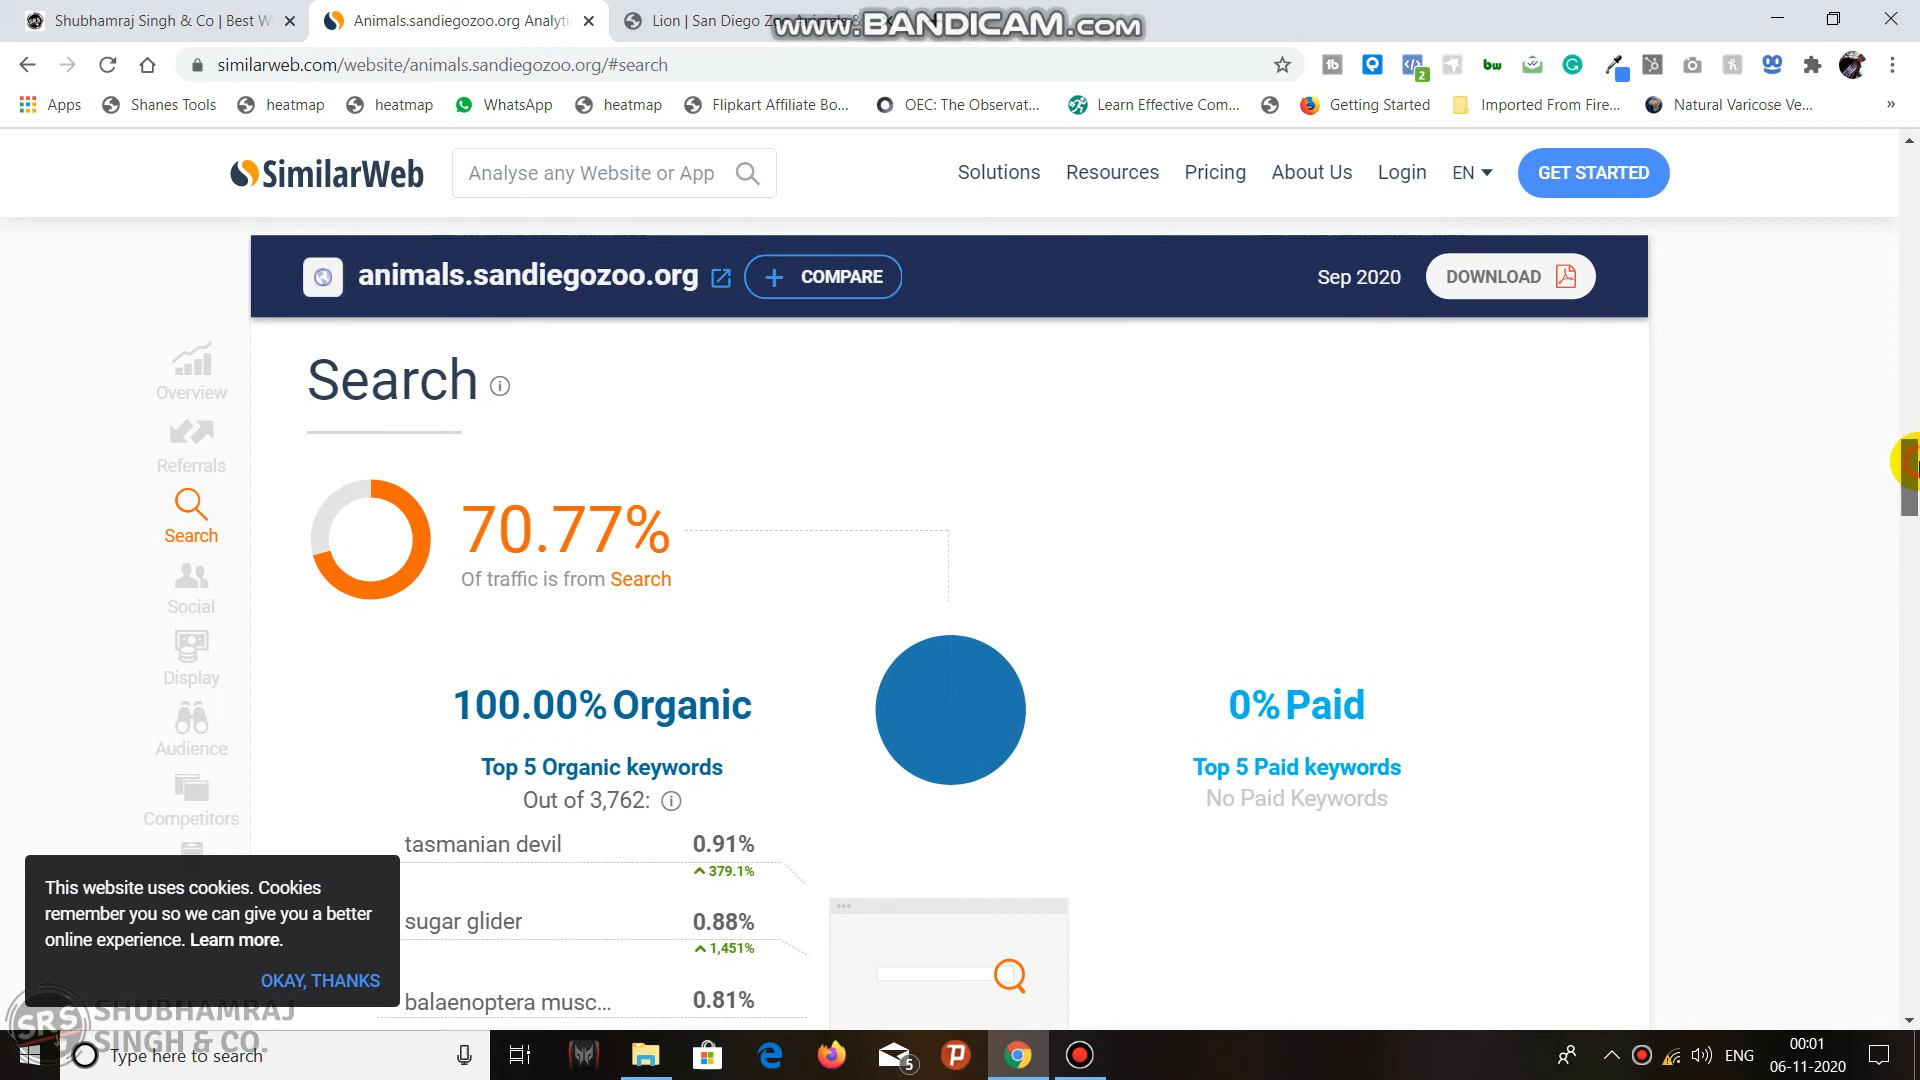 Shubhamraj Singh & Co | Best W
Animals.sandiegozoo.org Analyti
Lion | San Diego Zoo Animals &
www.BANDICAM.com
similarweb.com/website/animals.sandiegozoo.org/#search
Apps
Shanes Tools
heatmap
heatmap
WhatsApp
heatmap
Flipkart Affiliate Bo...
OEC: The Observat...
Learn Effective Com...
Getting Started
Imported From Fire...
Natural Varicose Ve...
»
SimilarWeb
Analyse any Website or App
Solutions
Resources
Pricing
About Us
Login
EN
GET STARTED
animals.sandiegozoo.org
+ COMPARE
Sep 2020
DOWNLOAD
Overview
Referrals
Search
Social
Display
Audience
Competitors
Search
70.77%
Of traffic is from Search
100.00% Organic
Top 5 Organic keywords
Out of 3,762:
0% Paid
Top 5 Paid keywords
No Paid Keywords
tasmanian devil 0.91%
379.1%
sugar glider 0.88%
1,451%
balaenoptera musc... 0.81%
This website uses cookies. Cookies
remember you so we can give you a better
online experience. Learn more.
OKAY, THANKS
SRS
SHUBHAMRAJ
SINGH & CO.
Type here to search
5
ENG
00:01
06-11-2020